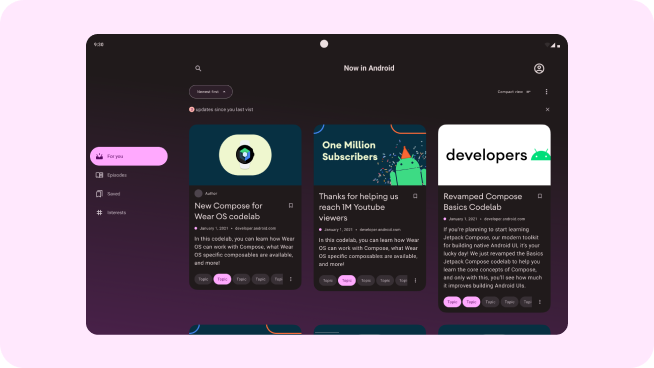 9:30
Now in Android
Newest first
Compact view
updates since you last visit
For you
Episodes
Saved
Interests
Author
New Compose for
Wear OS codelab
January 1, 2021 • developer.android.com
In this codelab, you can learn how Wear
OS can work with Compose, what Wear
OS specific composables are available,
and more!
Topic Topic Topic Topic Topi
One Million
Subscribers
Thanks for helping us
reach 1M Youtube
viewers
January 1, 2021 • developer.android.com
In this codelab, you can learn how Wear
OS can work with Compose, what Wear
OS specific composables are available,
and more!
Topic Topic Topic Topic Topi
developers
Revamped Compose
Basics Codelab
January 1, 2021 • developer.android.com
If you're planning to start learning
Jetpack Compose, our modern toolkit
for building native Android UI, it's your
lucky day! We just revamped the Basics
Jetpack Compose codelab to help you
learn the core concepts of Compose,
and only with this, you'll see how much
it improves building Android UIs.
Topic Topic Topic Topic Topi